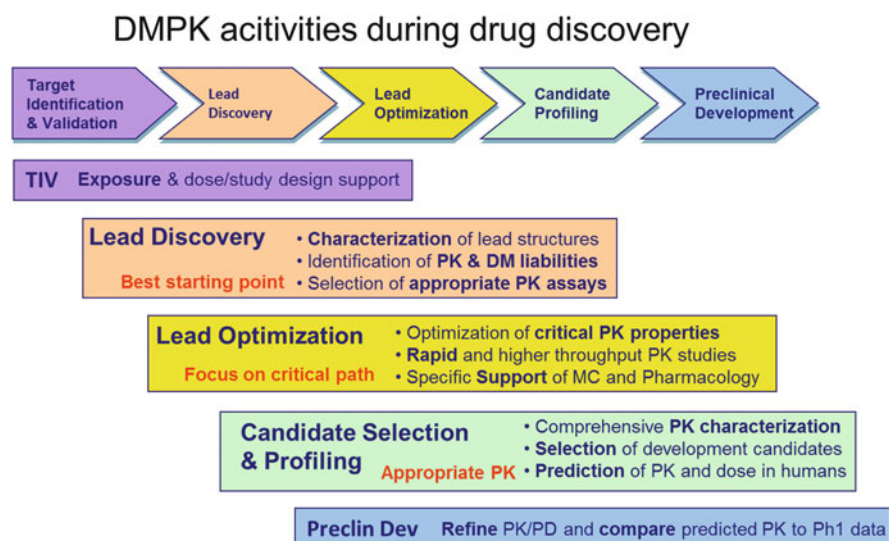 DMPK acitivities during drug discovery
Target
Identification
& Validation
Lead
Discovery
Lead
Optimization
Candidate
Profiling
Preclinical
Development
TIV Exposure & dose/study design support
Lead Discovery
Best starting point
• Characterization of lead structures
• Identification of PK & DM liabilities
• Selection of appropriate PK assays
Lead Optimization
Focus on critical path
• Optimization of critical PK properties
• Rapid and higher throughput PK studies
• Specific Support of MC and Pharmacology
Candidate Selection
& Profiling
Appropriate PK
• Comprehensive PK characterization
• Selection of development candidates
• Prediction of PK and dose in humans
Preclin Dev Refine PK/PD and compare predicted PK to Ph1 data